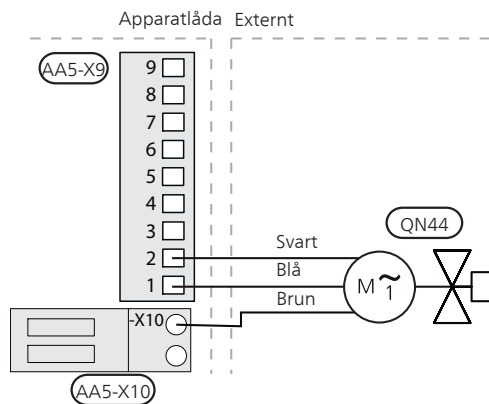 Apparatlåda Externt
AA5-X9
9
8
7
6
5
4
3
2
1
Svart
Blå
Brun
QN44
M ~ 1
-X10
AA5-X10